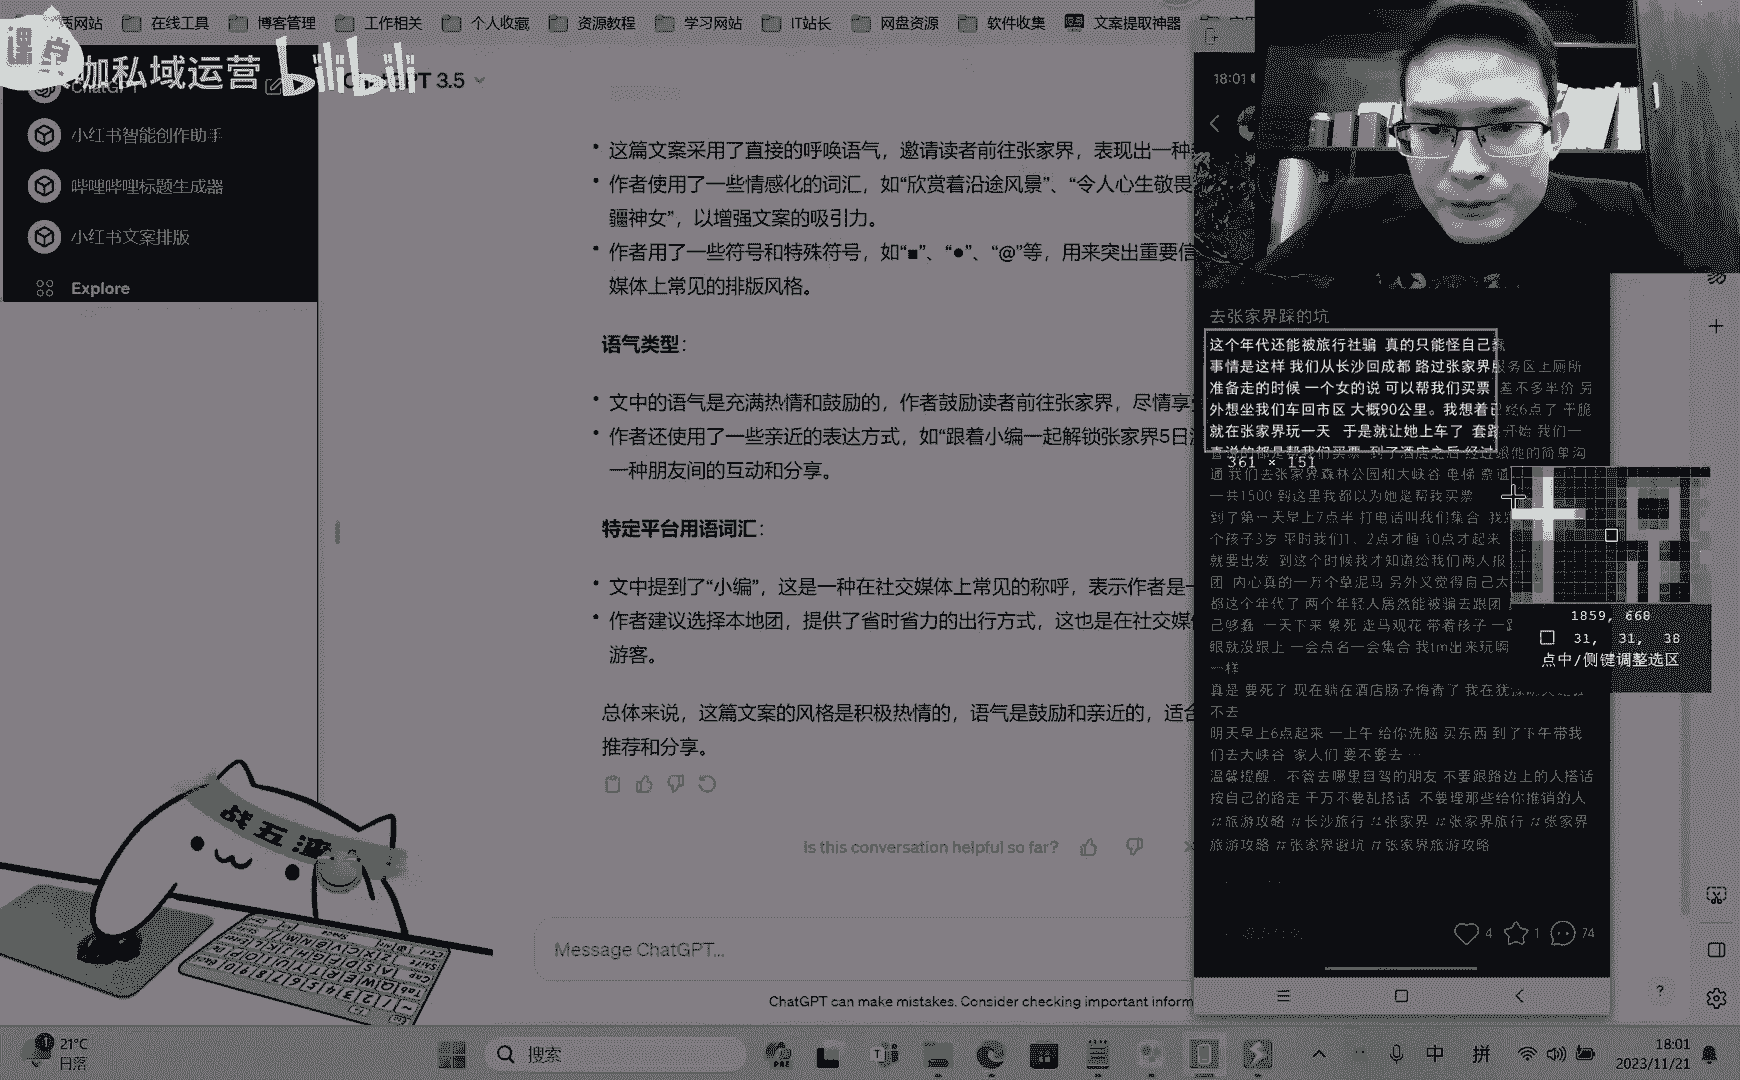 西网站 在线工具 博客管理 工作相关 个人收藏 资源教程 学习网站 IT站长 网盘资源 软件收集 文案提取神器
咖私域运营 bilibili
ChatGPT
PT 3.5
小红书智能创作助手
哔哩哔哩标题生成器
小红书文案排版
Explore
这篇文案采用了直接的呼唤语气，邀请读者前往张家界，表现出一种
作者使用了一些情感化的词汇，如“欣赏着沿途风景”、“令人心生敬畏
疆神女”，以增强文案的吸引力。
作者用了一些符号和特殊符号，如“■”、“●”、“@”等，用来突出重要信
媒体上常见的排版风格。
语气类型：
文中的语气是充满热情和鼓励的，作者鼓励读者前往张家界，尽情享
作者还使用了一些亲近的表达方式，如“跟着小编一起解锁张家界5日
一种朋友间的互动和分享。
特定平台用语词汇：
文中提到了“小编”，这是一种在社交媒体上常见的称呼，表示作者是一
作者建议选择本地团，提供了省时省力的出行方式，这也是在社交媒体
游客。
总体来说，这篇文案的风格是积极热情的，语气是鼓励和亲近的，适合
推荐和分享。
Is this conversation helpful so far?
Message ChatGPT...
ChatGPT can make mistakes. Consider checking important inform
18:01
去张家界踩的坑
这个年代还能被旅行社骗 真的只能怪自己蠢
事情是这样 我们从长沙回成都 路过张家界服务区上厕所
准备走的时候 一个女的说 可以帮我们买票 差不多半价 另
外想坐我们车回市区 大概90公里。我想着已经6点了 干脆
就在张家界玩一天 于是就让她上车了 套路开始 我们一
直说的都是帮我们买票 到了酒店之后 经过跟他的简单沟
通 我们去张家界森林公园和大峡谷 电梯 索道
一共1500 到这里我都以为她是帮我买票
到了第一天早上7点半 打电话叫我们集合 我
个孩子3岁 平时我们1、2点才睡 10点才起来
就要出发 到这个时候我才知道给我们两人报
团 内心真的一万个草泥马 另外又觉得自己大
都这个年代了 两个年轻人居然能被骗去跟团
己够蠢 一天下来 累死 走马观花 带着孩子 一
眼就没跟上 一会点名一会集合 我tm出来玩啊
一样
真是 要死了 现在躺在酒店肠子悔青了 我在犹
不去
明天早上6点起来 一上午 给你洗脑 买东西 到了下午带我
们去大峡谷 家人们 要不要去 …
温馨提醒，不管去哪里自驾的朋友 不要跟路边上的人搭话
按自己的路走 千万不要乱搭话 不要理那些给你推销的人
#旅游攻略 #长沙旅行 #张家界 #张家界旅行 #张家界
旅游攻略 #张家界避坑 #张家界旅游攻略
4 1 74
361 × 151
1859, 668
31, 31, 38
点中/侧键调整选区
战五渣
21°C
日落
搜索
中 拼
18:01
2023/11/21